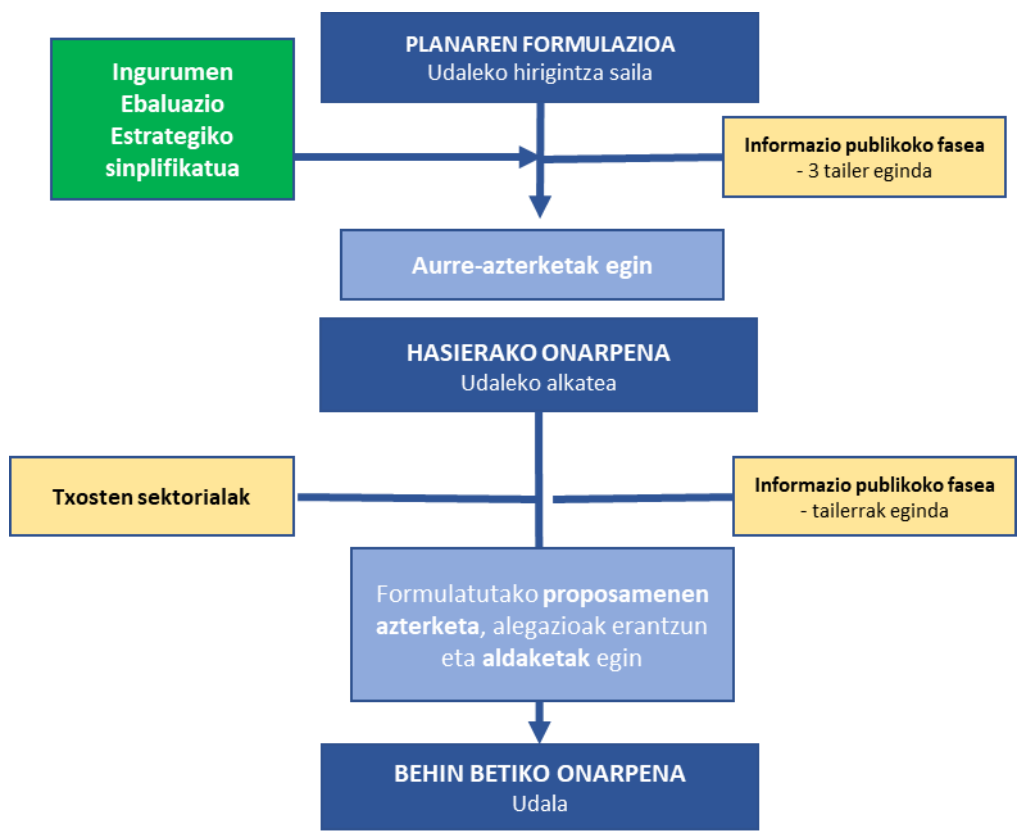 PLANAREN FORMULAZIOA
Udaleko hirigintza saila
Ingurumen
Ebaluazio
Estrategiko
sinplifikatua
Informazio publikoko fasea
- 3 tailer eginda
Aurre-azterketak egin
HASIERAKO ONARPENA
Udaleko alkatea
Txosten sektorialak
Informazio publikoko fasea
- tailerrak eginda
Formulatutako proposamenen
azterketa, alegazioak erantzun
eta aldaketak egin
BEHIN BETIKO ONARPENA
Udala